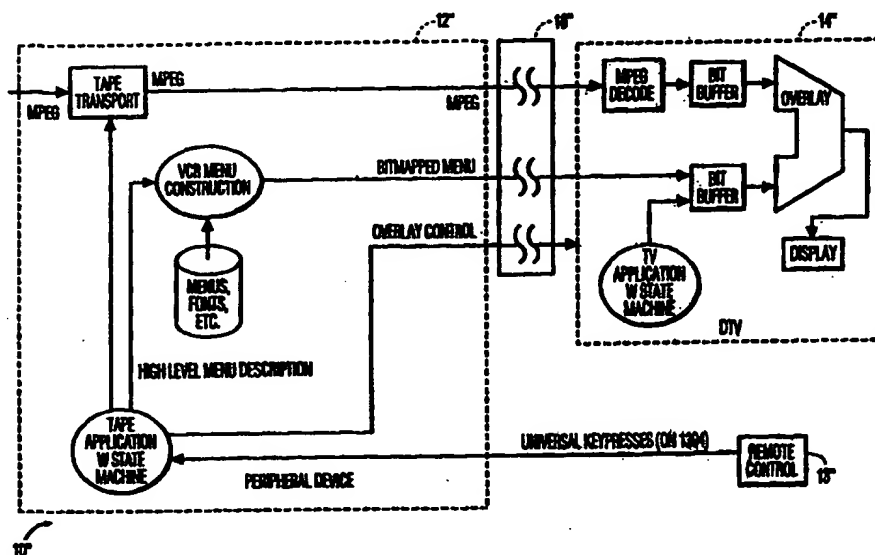 12"
16"
14"
TAPE
TRANSPORT
MPEG
MPEG
MPEG
MPEG
DECODE
BIT
BUFFER
OVERLAY
VCR MENU
CONSTRUCTION
BITMAPPED MENU
BIT
BUFFER
OVERLAY CONTROL
MENUS,
FONTS,
ETC.
DISPLAY
TV
APPLICATION
W STATE
MACHINE
DTV
HIGH LEVEL MENU DESCRIPTION
TAPE
APPLICATION
W STATE
MACHINE
UNIVERSAL KEYPRESSES (ON 1394)
REMOTE
CONTROL
PERIPHERAL DEVICE
13"
10"